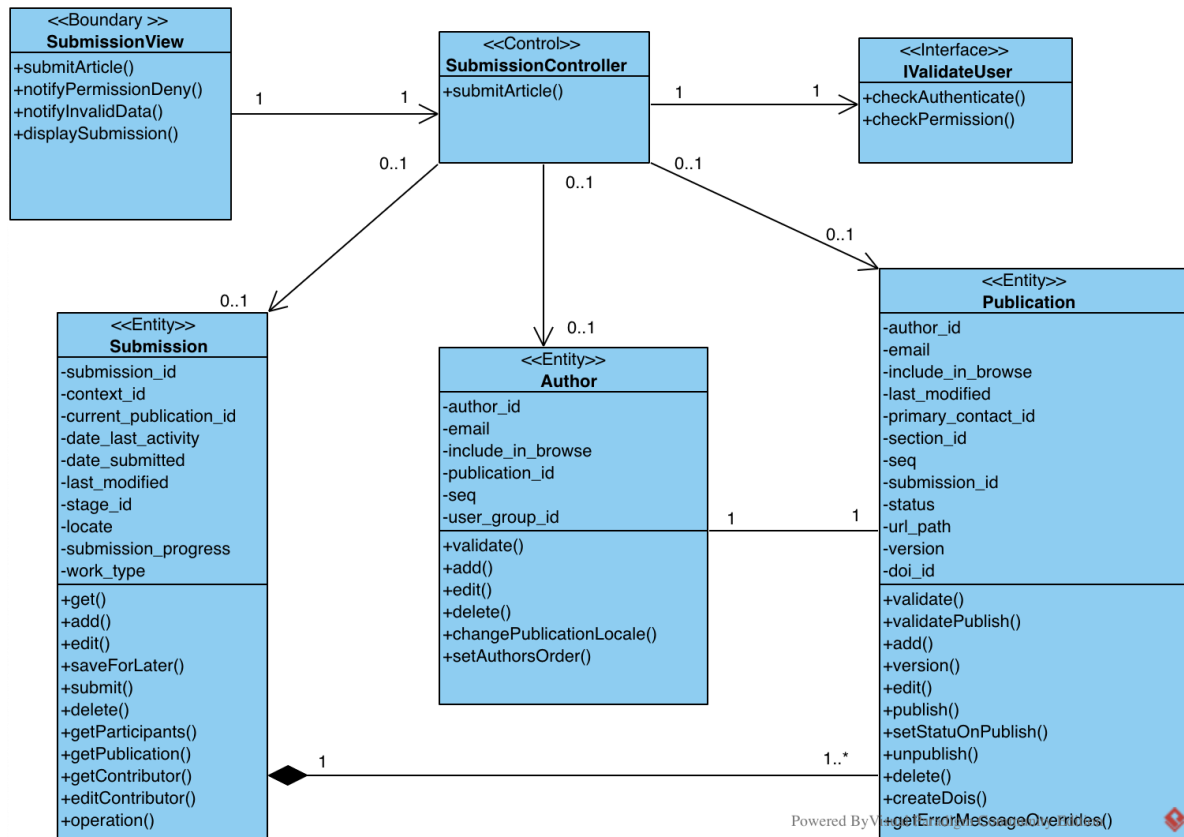 <<Boundary >>
SubmissionView
+submitArticle()
+notifyPermissionDeny()
+notifyInvalidData()
+displaySubmission()
1
1
<<Control>>
SubmissionController
+submitArticle()
1
1
<<Interface>>
IValidateUser
+checkAuthenticate()
+checkPermission()
0..1
0..1
0..1
0..1
0..1
0..1
<<Entity>>
Submission
-submission_id
-context_id
-current_publication_id
-date_last_activity
-date_submitted
-last_modified
-stage_id
-locate
-submission_progress
-work_type
+get()
+add()
+edit()
+saveForLater()
+submit()
+delete()
+getParticipants()
+getPublication()
+getContributor()
+editContributor()
+operation()
<<Entity>>
Author
-author_id
-email
-include_in_browse
-publication_id
-seq
-user_group_id
+validate()
+add()
+edit()
+delete()
+changePublicationLocale()
+setAuthorsOrder()
1
1
<<Entity>>
Publication
-author_id
-email
-include_in_browse
-last_modified
-primary_contact_id
-section_id
-seq
-submission_id
-status
-url_path
-version
-doi_id
+validate()
+validatePublish()
+add()
+version()
+edit()
+publish()
+setStatuOnPublish()
+unpublish()
+delete()
+createDois()
+getErrorMessageOverrides()
1
1..*
Powered By Visual Paradigm Community Edition